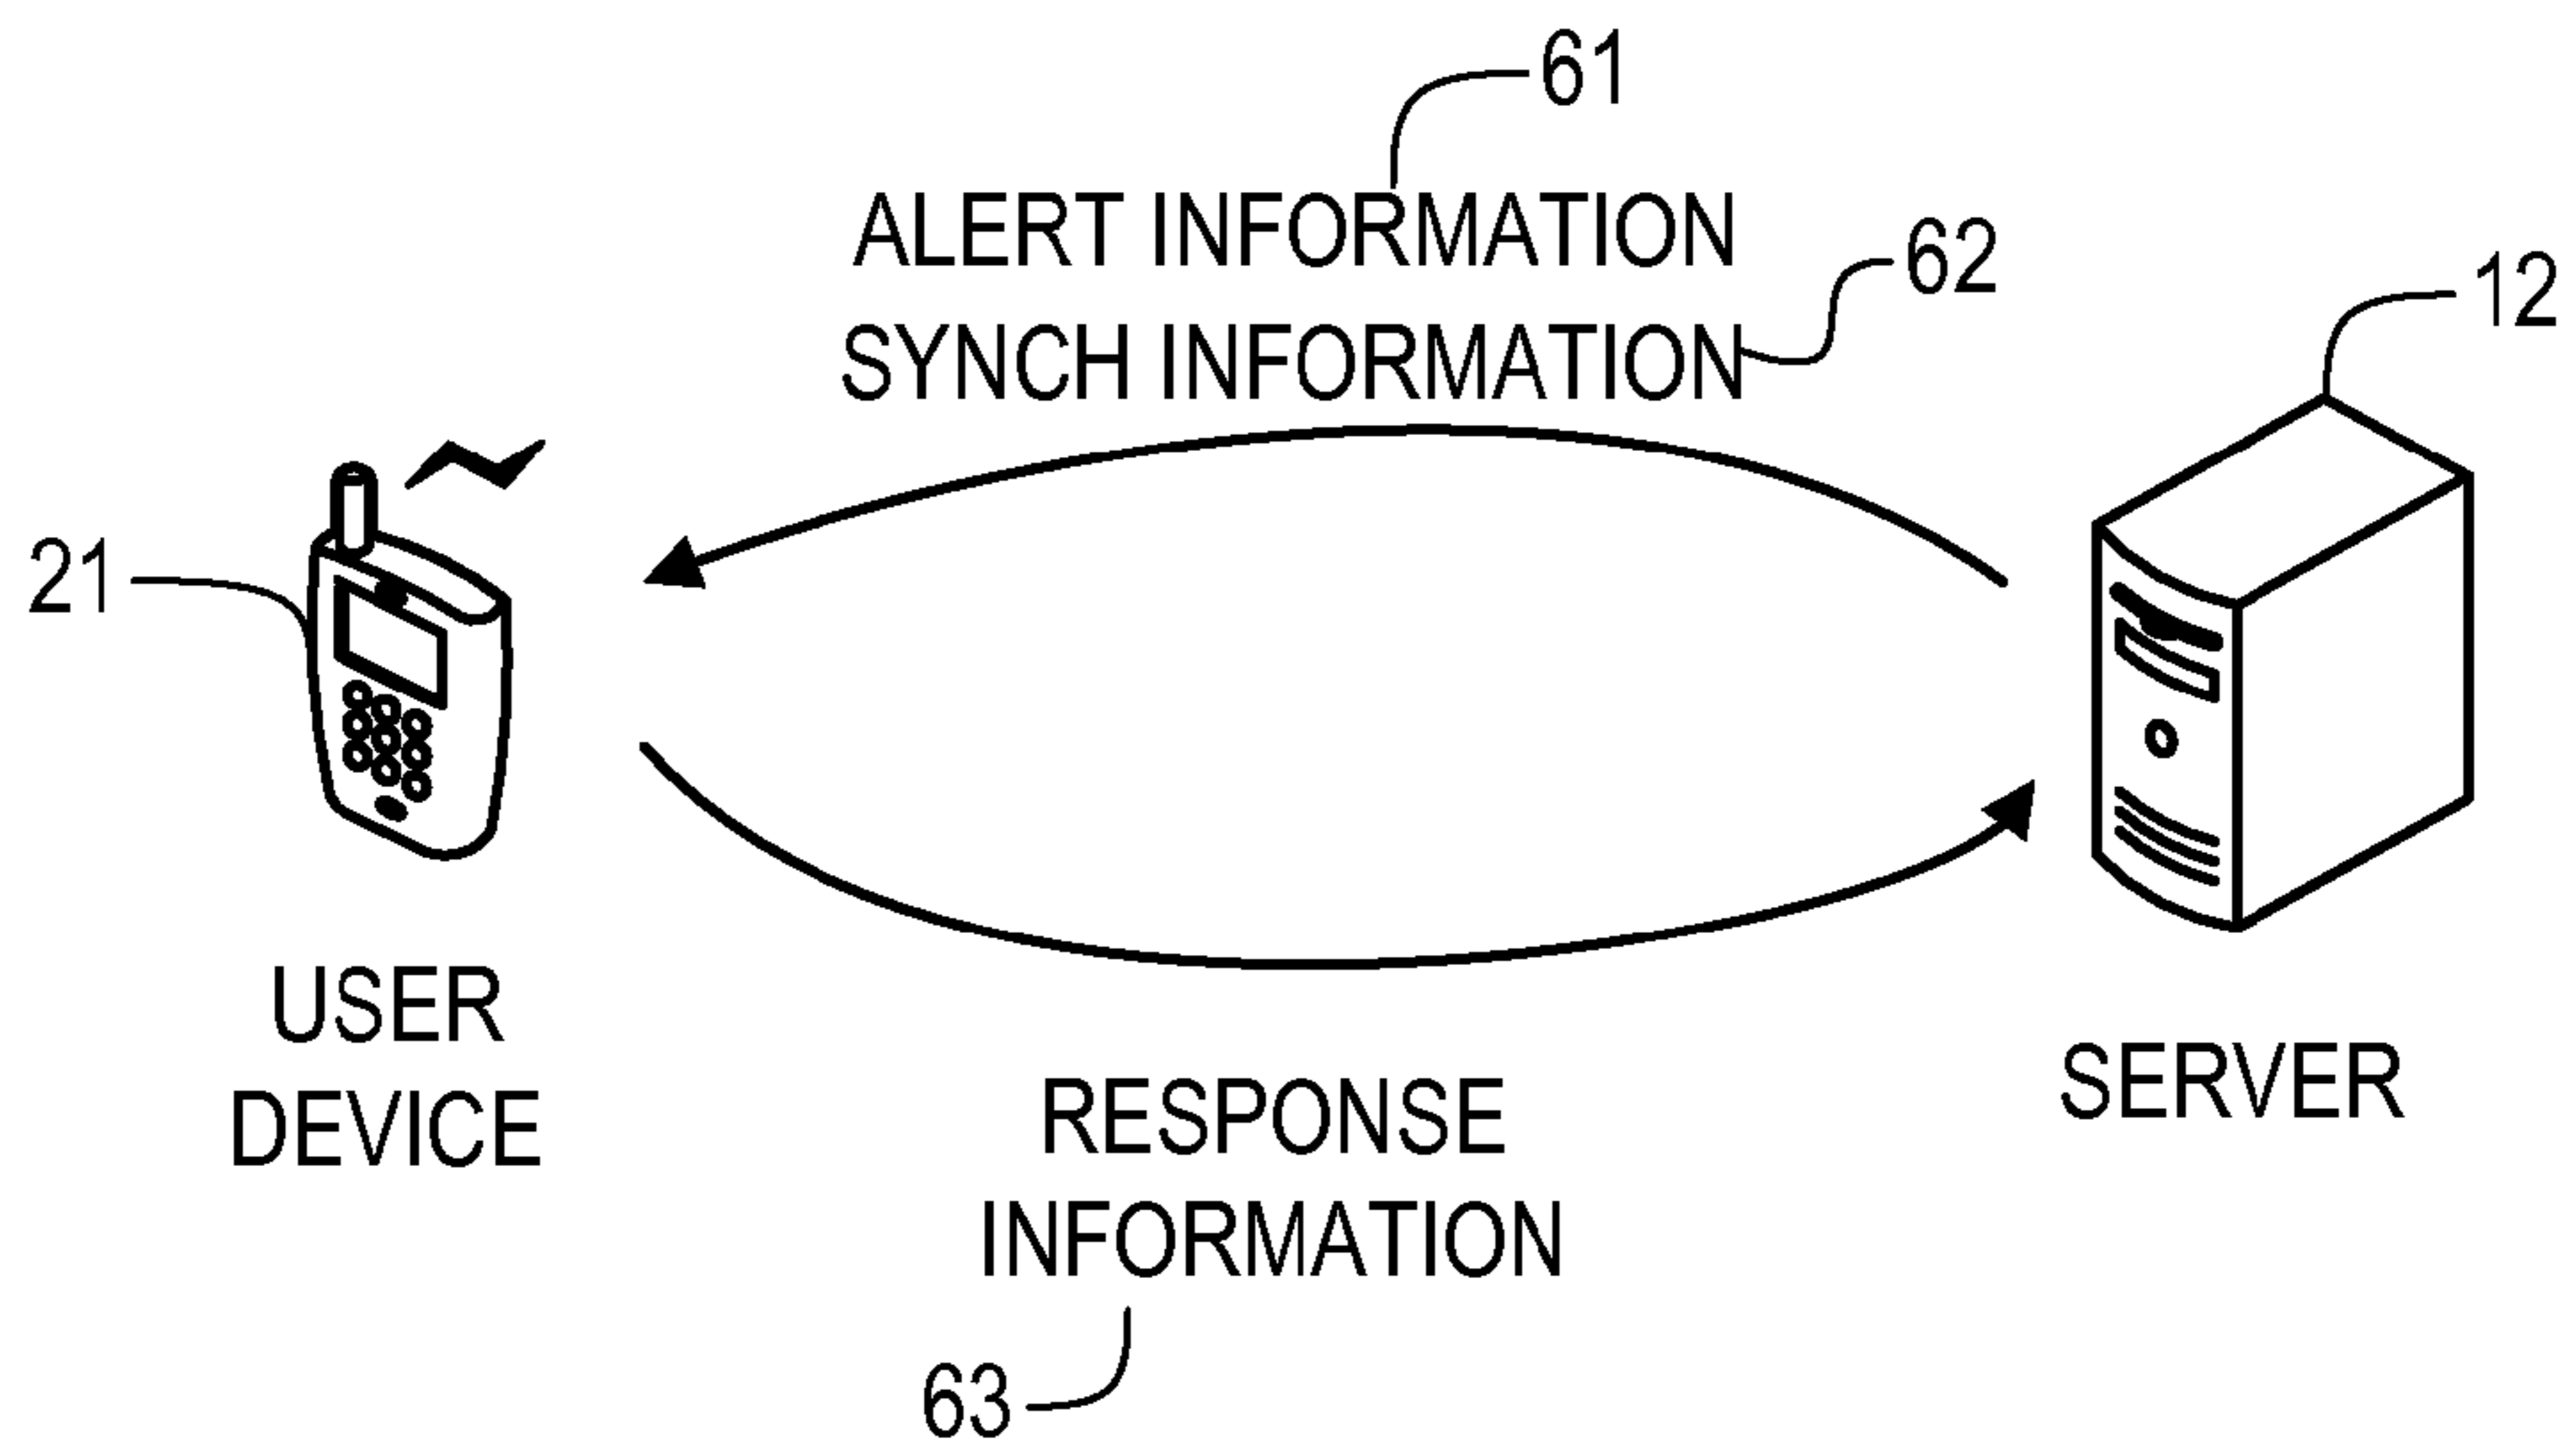 61
ALERT INFORMATION
62
SYNCH INFORMATION
12
21
USER
DEVICE
RESPONSE
INFORMATION
63
SERVER